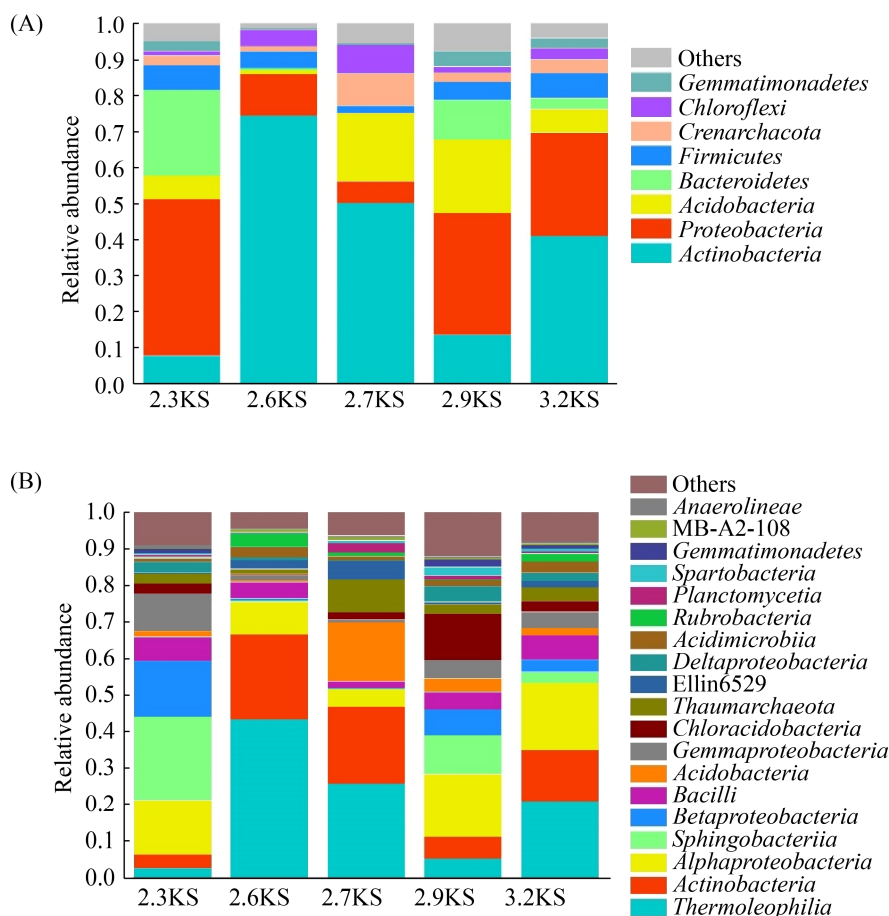 (A)
Relative abundance
1.0
0.9
0.8
0.7
0.6
0.5
0.4
0.3
0.2
0.1
0.0
2.3KS 2.6KS 2.7KS 2.9KS 3.2KS
Others
Gemmatimonadetes
Chloroflexi
Crenarchacota
Firmicutes
Bacteroidetes
Acidobacteria
Proteobacteria
Actinobacteria
(B)
Relative abundance
1.0
0.9
0.8
0.7
0.6
0.5
0.4
0.3
0.2
0.1
0.0
2.3KS 2.6KS 2.7KS 2.9KS 3.2KS
Others
Anaerolineae
MB-A2-108
Gemmatimonadetes
Spartobacteria
Planctomycetia
Rubrobacteria
Acidimicrobiia
Deltaproteobacteria
Ellin6529
Thaumarchaeota
Chloracidobacteria
Gemmaproteobacteria
Acidobacteria
Bacilli
Betaproteobacteria
Sphingobacteriia
Alphaproteobacteria
Actinobacteria
Thermoleophilia